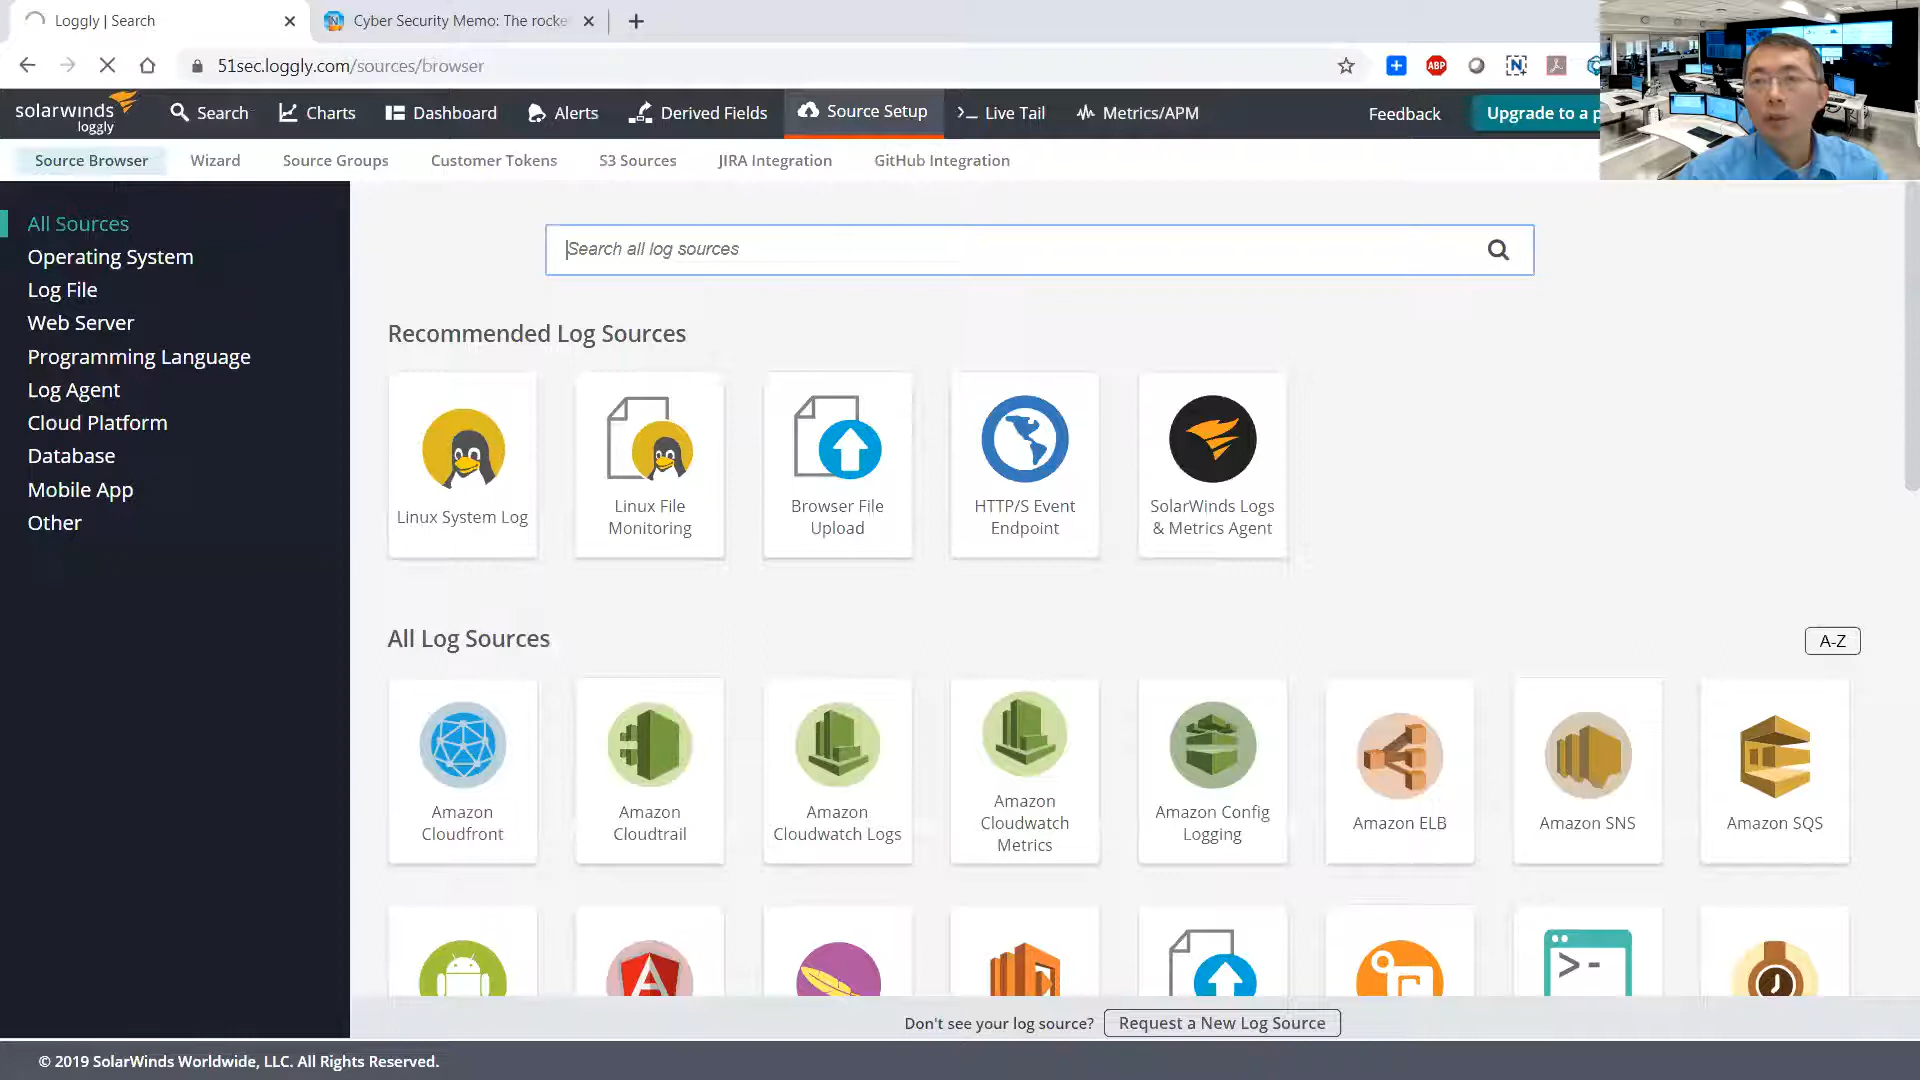 Loggly | Search
Cyber Security Memo: The rocke
51sec.loggly.com/sources/browser
ABP
solarwinds
loggly
Search
Charts
Dashboard
Alerts
Derived Fields
Source Setup
Live Tail
Metrics/APM
Feedback
Upgrade to a p
Source Browser
Wizard
Source Groups
Customer Tokens
S3 Sources
JIRA Integration
GitHub Integration
All Sources
Operating System
Log File
Web Server
Programming Language
Log Agent
Cloud Platform
Database
Mobile App
Other
Search all log sources
Recommended Log Sources
Linux System Log
Linux File
Monitoring
Browser File
Upload
HTTP/S Event
Endpoint
SolarWinds Logs
& Metrics Agent
All Log Sources
A-Z
Amazon
Cloudfront
Amazon
Cloudtrail
Amazon
Cloudwatch Logs
Amazon
Cloudwatch
Metrics
Amazon Config
Logging
Amazon ELB
Amazon SNS
Amazon SQS
Don't see your log source?
Request a New Log Source
© 2019 SolarWinds Worldwide, LLC. All Rights Reserved.